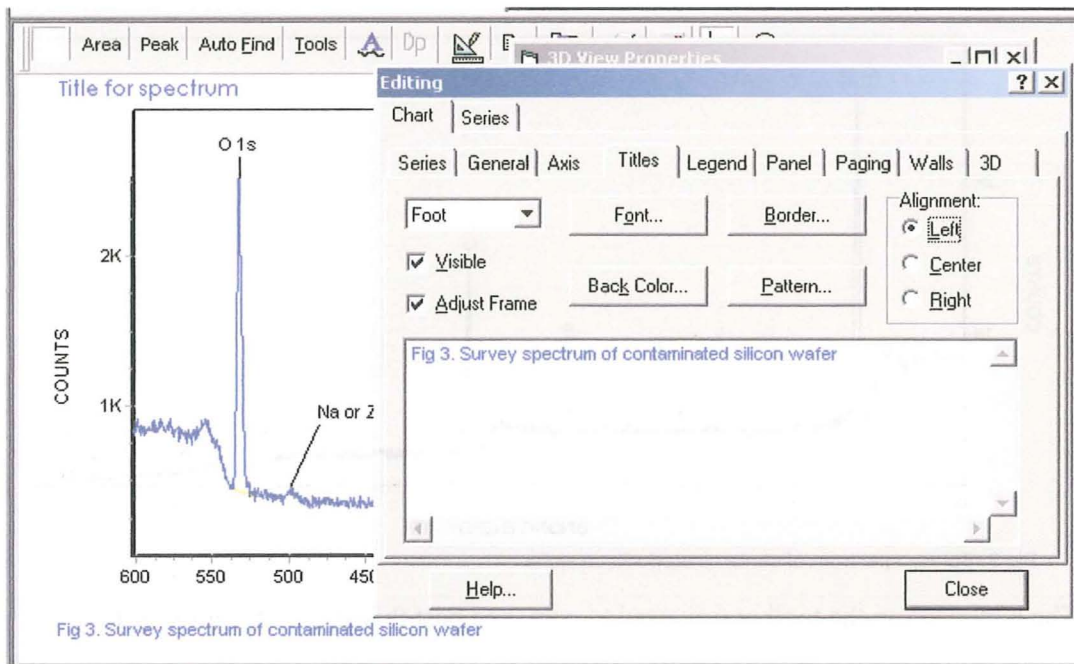 Area Peak Auto Find Tools A Dp
3D View Properties
Title for spectrum
Editing
Chart Series
Series General Axis Titles Legend Panel Paging Walls 3D
Foot
Font...
Border...
Alignment:
Left
Visible
Center
Back Color...
Pattern...
Adjust Frame
Right
Fig 3. Survey spectrum of contaminated silicon wafer
O 1s
2K
COUNTS
1K
Na or
600 550 500
Help...
Close
Fig 3. Survey spectrum of contaminated silicon wafer